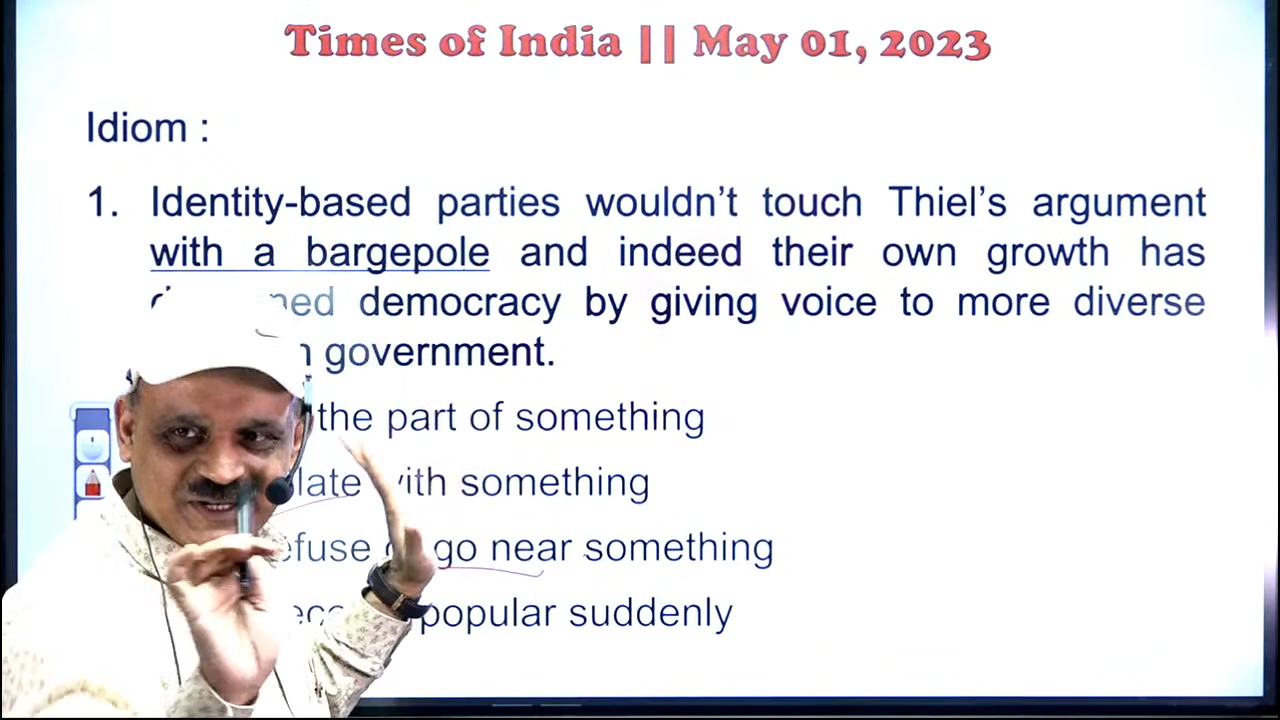 Times of India || May 01, 2023
Idiom :
1. Identity-based parties wouldn't touch Thiel's argument
with a bargepole and indeed their own growth has
democracy by giving voice to more diverse
government.
the part of something
with something
go near something
popular suddenly